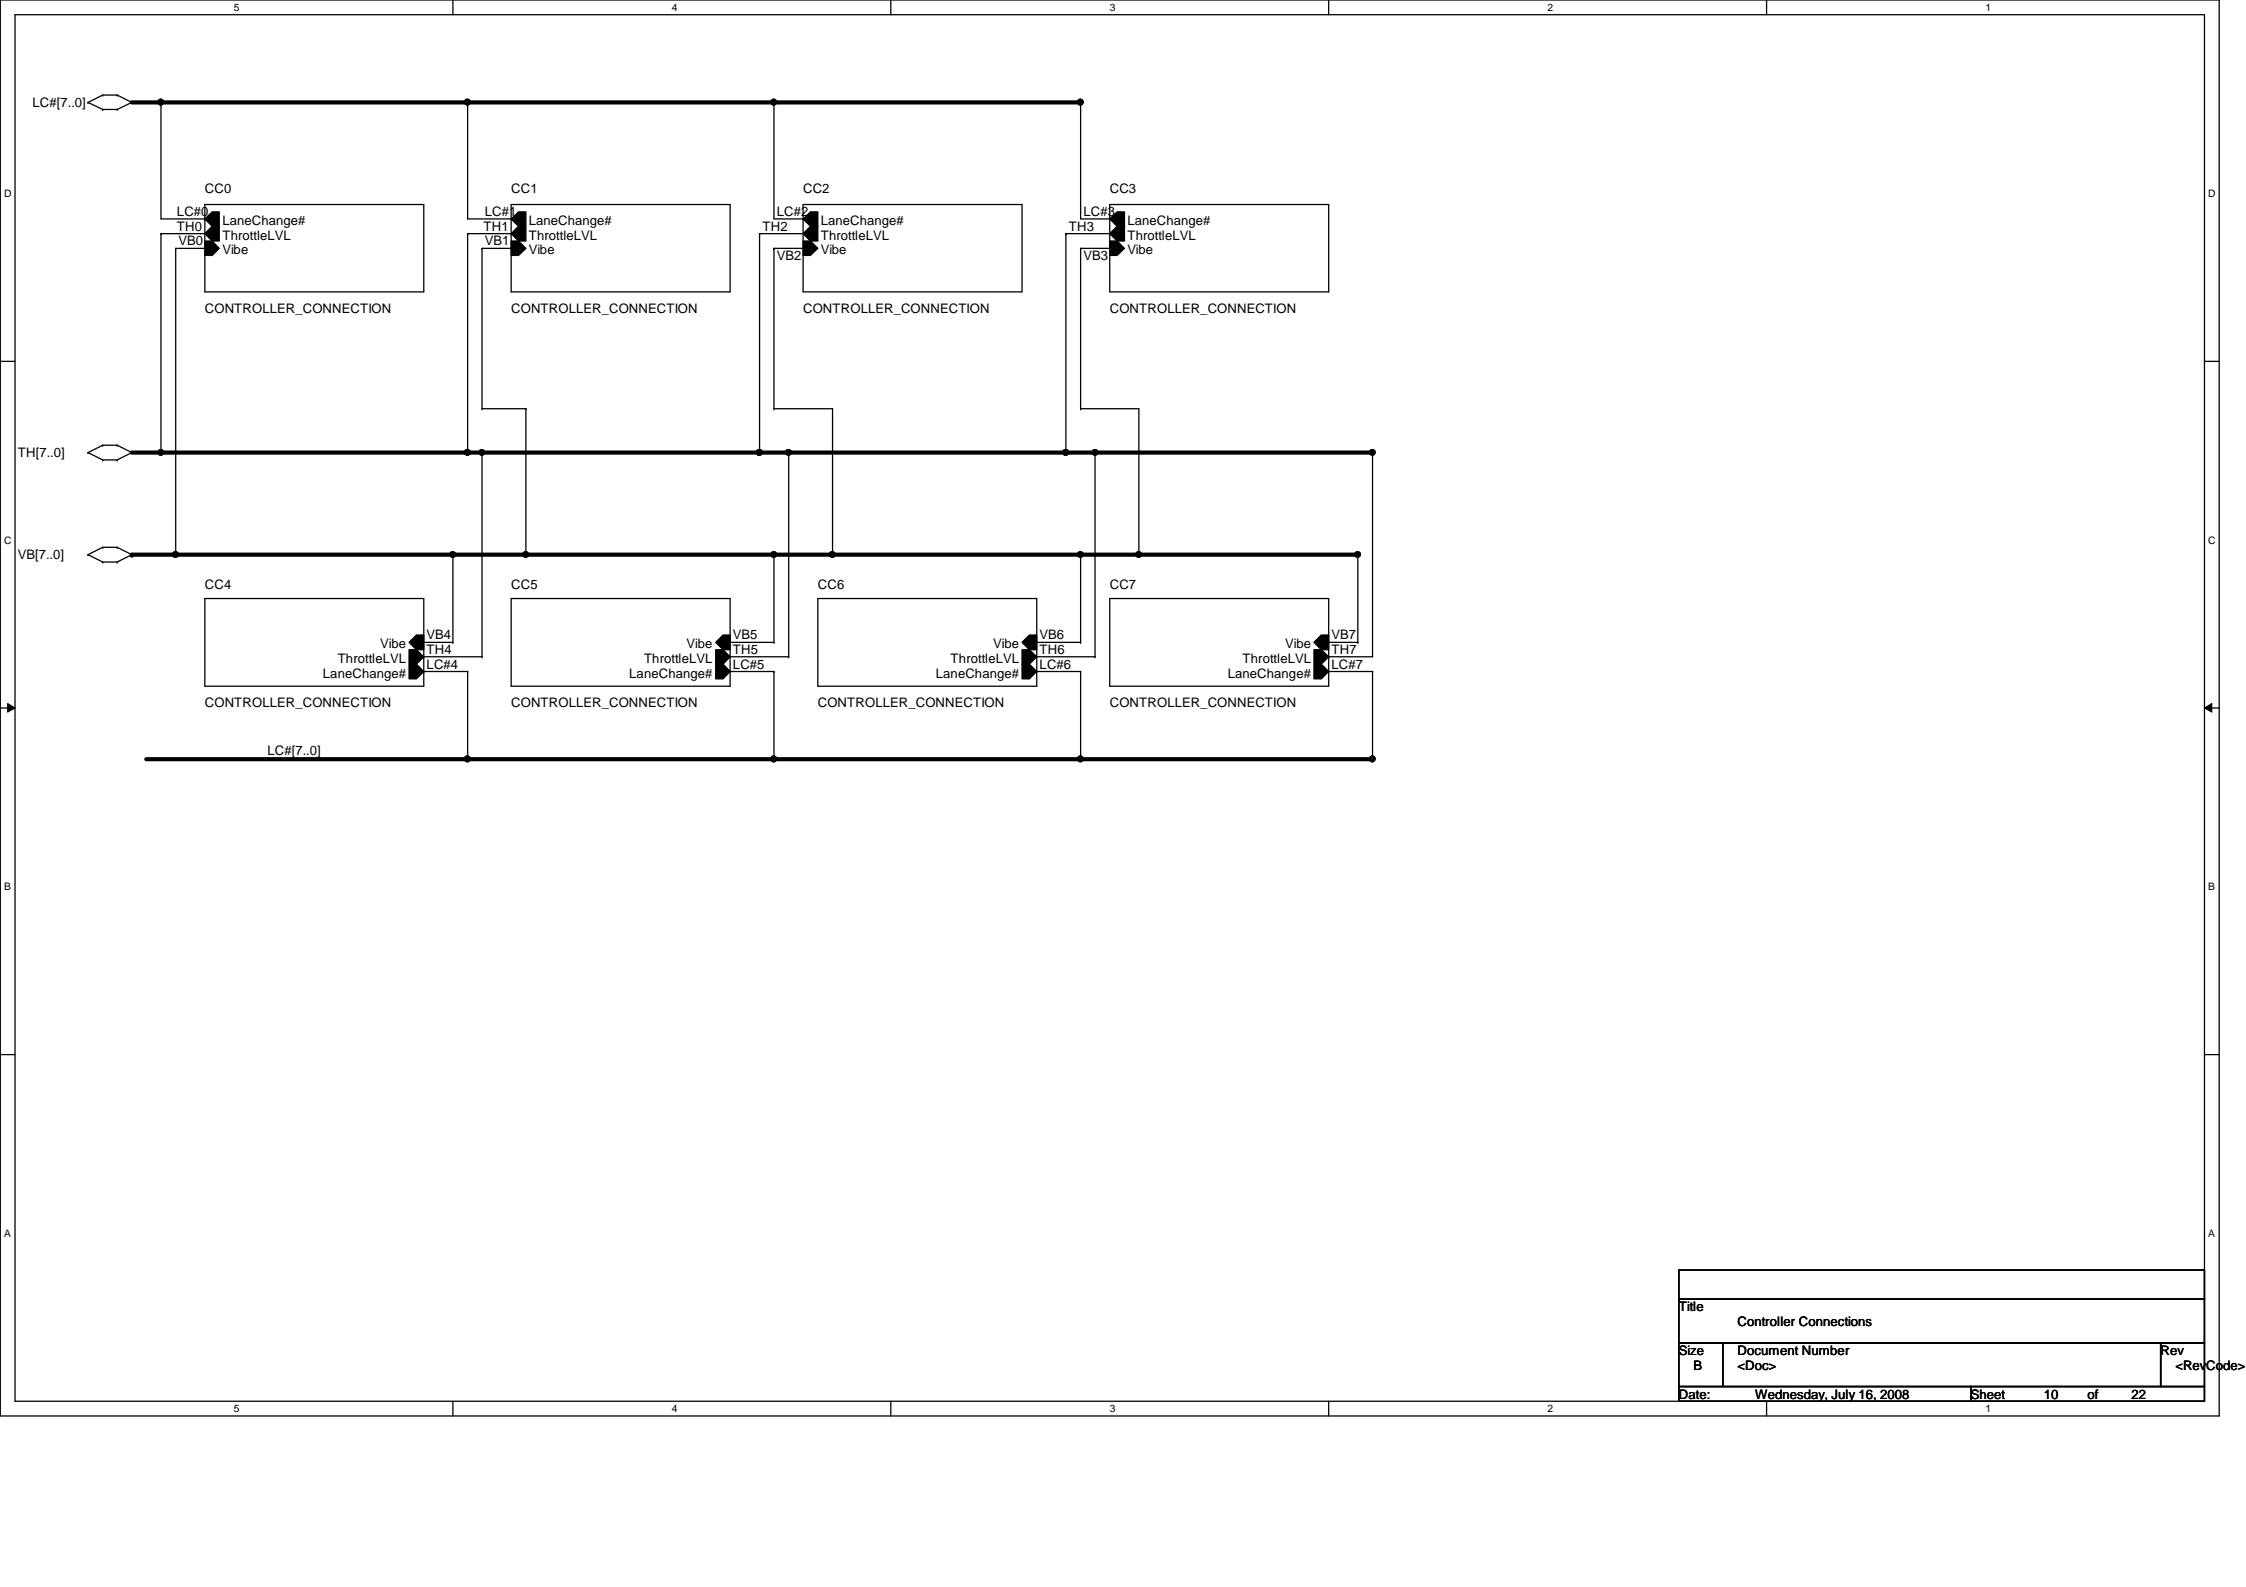 5 4 3 2 1
LC#[7..0]
D D
CC0 CC1 CC2 CC3
LC#0 LaneChange# LC#1 LaneChange# LC#2 LaneChange# LC#3 LaneChange#
TH0 ThrottleLVL TH1 ThrottleLVL TH2 ThrottleLVL TH3 ThrottleLVL
VB0 Vibe VB1 Vibe VB2 Vibe VB3 Vibe
CONTROLLER_CONNECTION CONTROLLER_CONNECTION CONTROLLER_CONNECTION CONTROLLER_CONNECTION
TH[7..0]
C C
VB[7..0]
CC4 CC5 CC6 CC7
Vibe VB4 Vibe VB5 Vibe VB6 Vibe VB7
ThrottleLVL TH4 ThrottleLVL TH5 ThrottleLVL TH6 ThrottleLVL TH7
LaneChange# LC#4 LaneChange# LC#5 LaneChange# LC#6 LaneChange# LC#7
CONTROLLER_CONNECTION CONTROLLER_CONNECTION CONTROLLER_CONNECTION CONTROLLER_CONNECTION
LC#[7..0]
B B
A A
Title
Controller Connections
Size Document Number Rev
B <Doc> <RevCode>
Date: Wednesday, July 16, 2008 Sheet 10 of 22
5 4 3 2 1